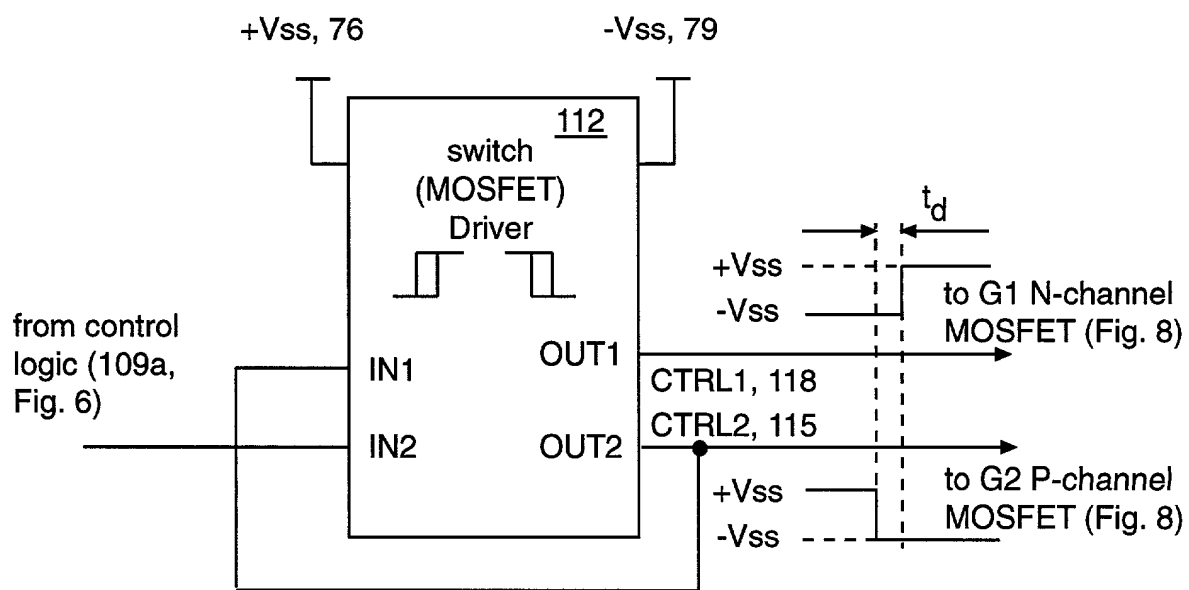 +Vss, 76
-Vss, 79
112
switch
(MOSFET)
Driver
td
+Vss
-Vss
to G1 N-channel
MOSFET (Fig. 8)
from control
logic (109a,
Fig. 6)
IN1
OUT1
CTRL1, 118
CTRL2, 115
IN2
OUT2
+Vss
-Vss
to G2 P-channel
MOSFET (Fig. 8)